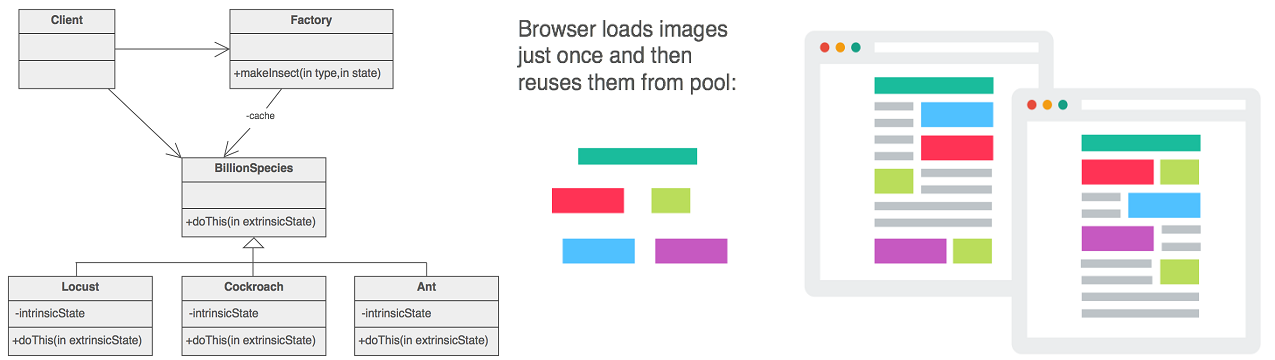 Client
Factory
+makeInsect(in type,in state)
-cache
BillionSpecies
+doThis(in extrinsicState)
Locust
-intrinsicState
+doThis(in extrinsicState)
Cockroach
-intrinsicState
+doThis(in extrinsicState)
Ant
-intrinsicState
+doThis(in extrinsicState)
Browser loads images
just once and then
reuses them from pool: